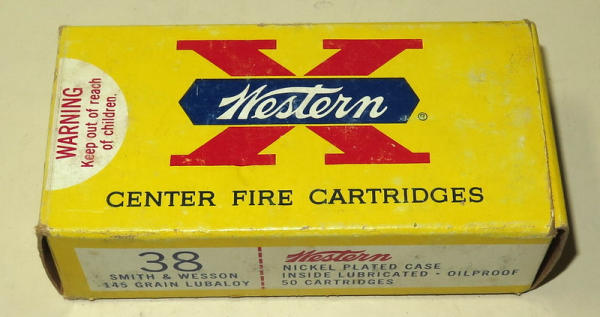 WARNING
Keep out of reach
of children.
X
Western
®
CENTER FIRE CARTRIDGES
38
SMITH & WESSON
145 GRAIN LUBALOY
Western
NICKEL PLATED CASE
INSIDE LUBRICATED - OILPROOF
50 CARTRIDGES